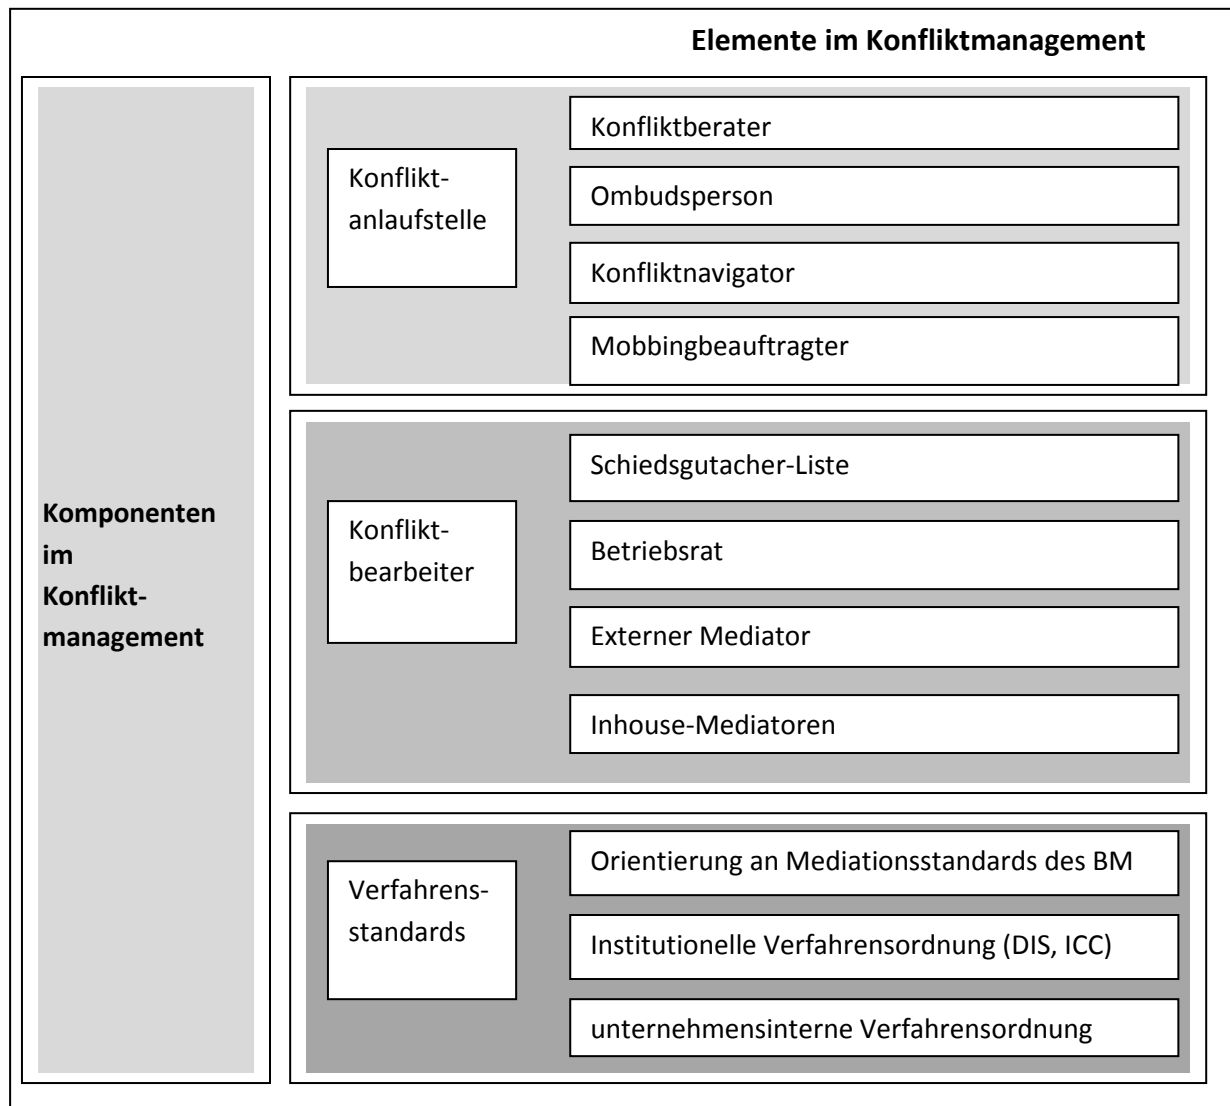 Elemente im Konfliktmanagement
Komponenten
im
Konflikt-
management
Konflikt-
anlaufstelle
Konfliktberater
Ombudsperson
Konfliktnavigator
Mobbingbeauftragter
Konflikt-
bearbeiter
Schiedsgutacher-Liste
Betriebsrat
Externer Mediator
Inhouse-Mediatoren
Verfahrens-
standards
Orientierung an Mediationsstandards des BM
Institutionelle Verfahrensordnung (DIS, ICC)
unternehmensinterne Verfahrensordnung